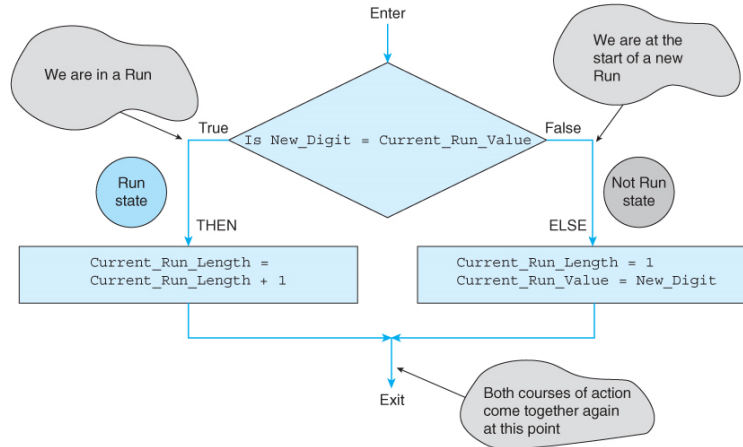 Enter
We are in a Run
We are at the
start of a new
Run
True
Is New_Digit = Current_Run_Value
False
Run
state
Not Run
state
THEN
ELSE
Current_Run_Length =
Current_Run_Length + 1
Current_Run_Length = 1
Current_Run_Value = New_Digit
Exit
Both courses of action
come together again
at this point